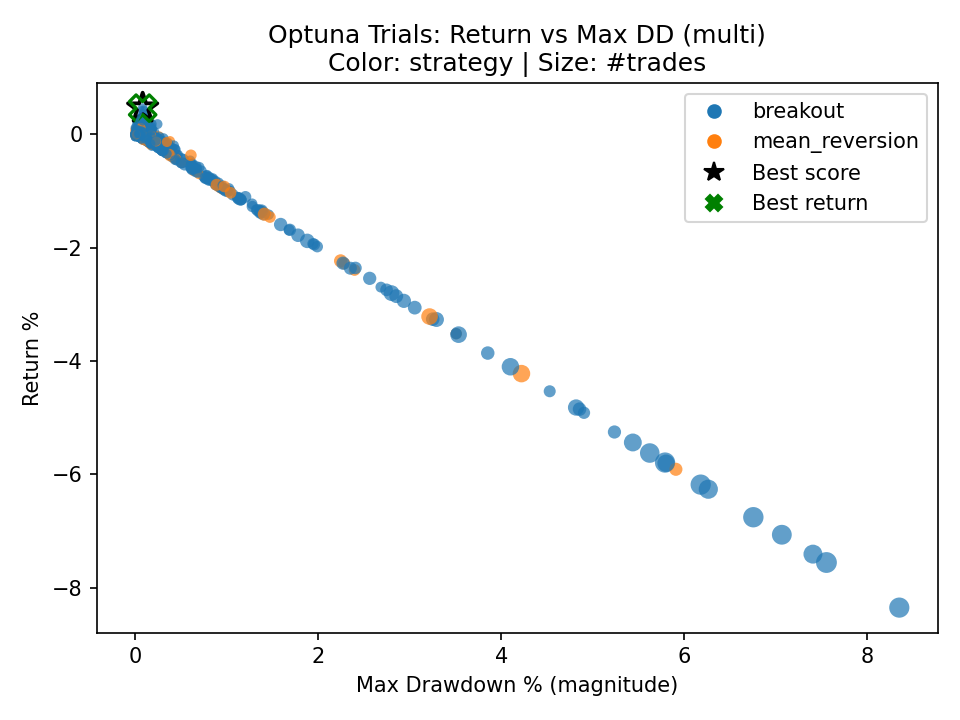 Optuna Trials: Return vs Max DD (multi)
Color: strategy | Size: #trades
breakout
mean_reversion
Best score
Best return
Return %
0
−2
−4
−6
−8
0 2 4 6 8
Max Drawdown % (magnitude)